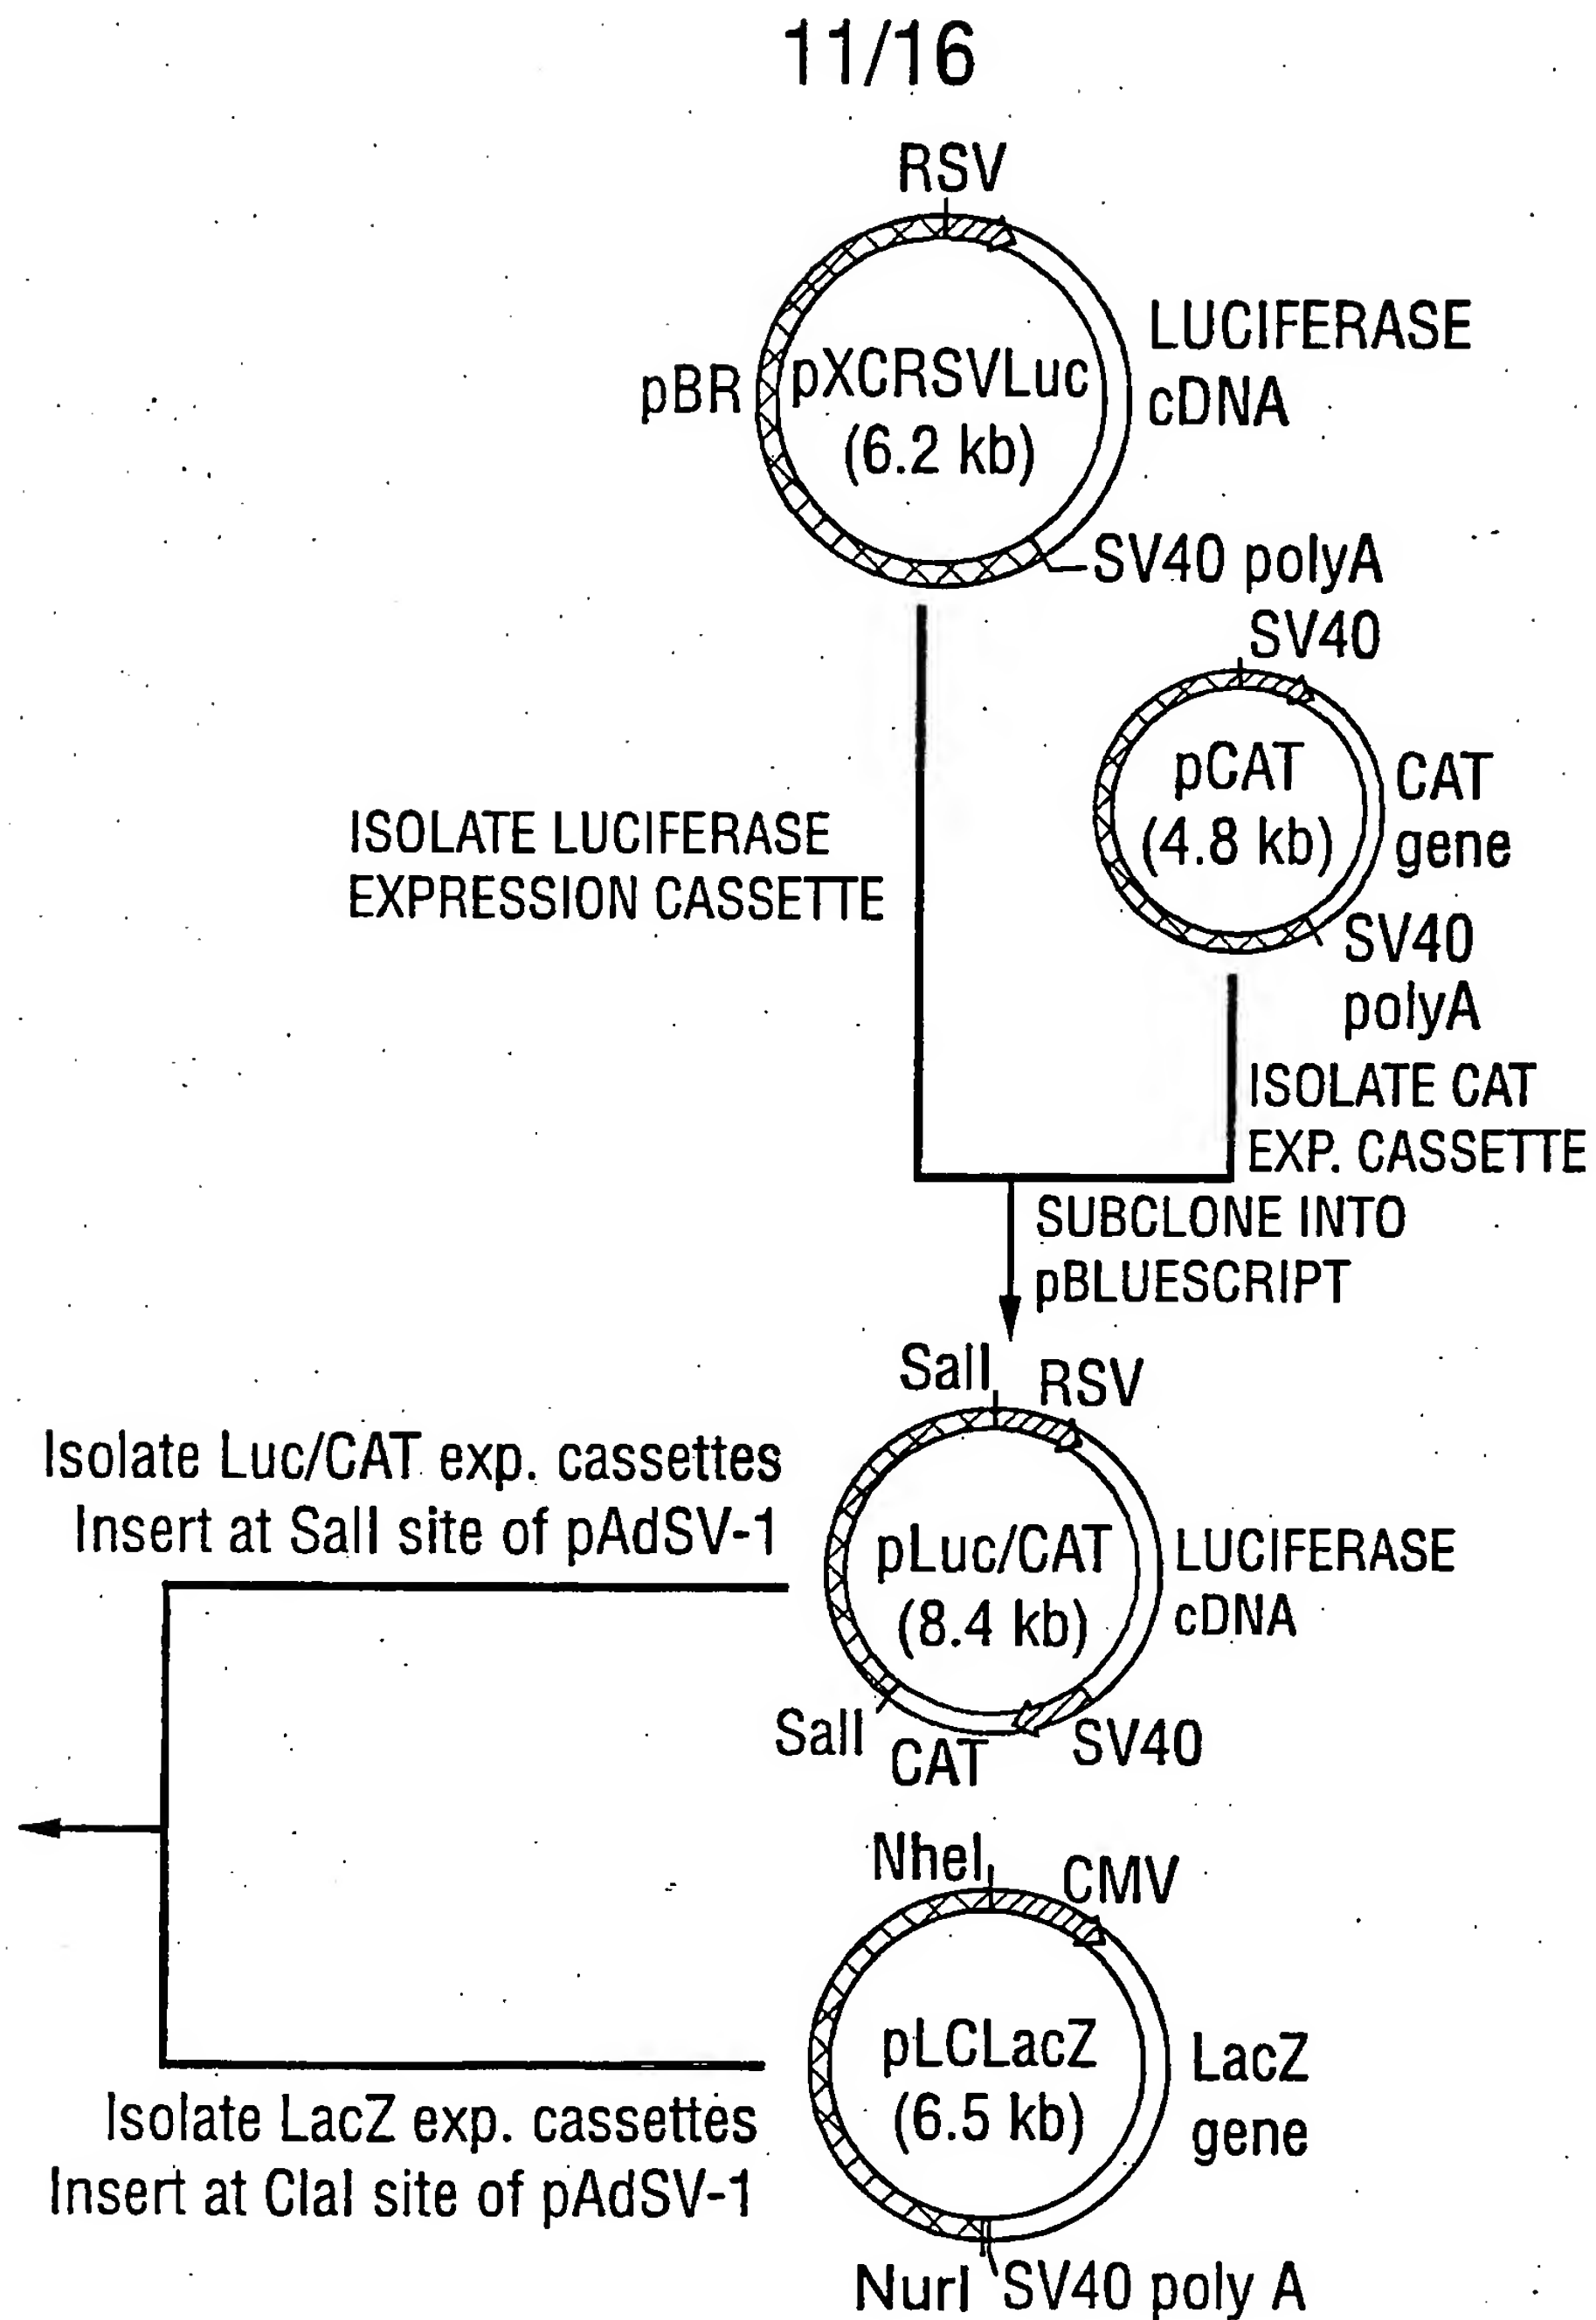 11/16
RSV
pBR
pXCRSVLuc
(6.2 kb)
LUCIFERASE
cDNA
SV40 polyA
SV40
pCAT
(4.8 kb)
CAT
gene
SV40
polyA
ISOLATE LUCIFERASE
EXPRESSION CASSETTE
ISOLATE CAT
EXP. CASSETTE
SUBCLONE INTO
pBLUESCRIPT
SalI
RSV
Isolate Luc/CAT exp. cassettes
Insert at SalI site of pAdSV-1
pLuc/CAT
(8.4 kb)
LUCIFERASE
cDNA
SalI
CAT
SV40
NheI
CMV
pLCLacZ
(6.5 kb)
LacZ
gene
Isolate LacZ exp. cassettes
Insert at ClaI site of pAdSV-1
NurI
SV40 poly A